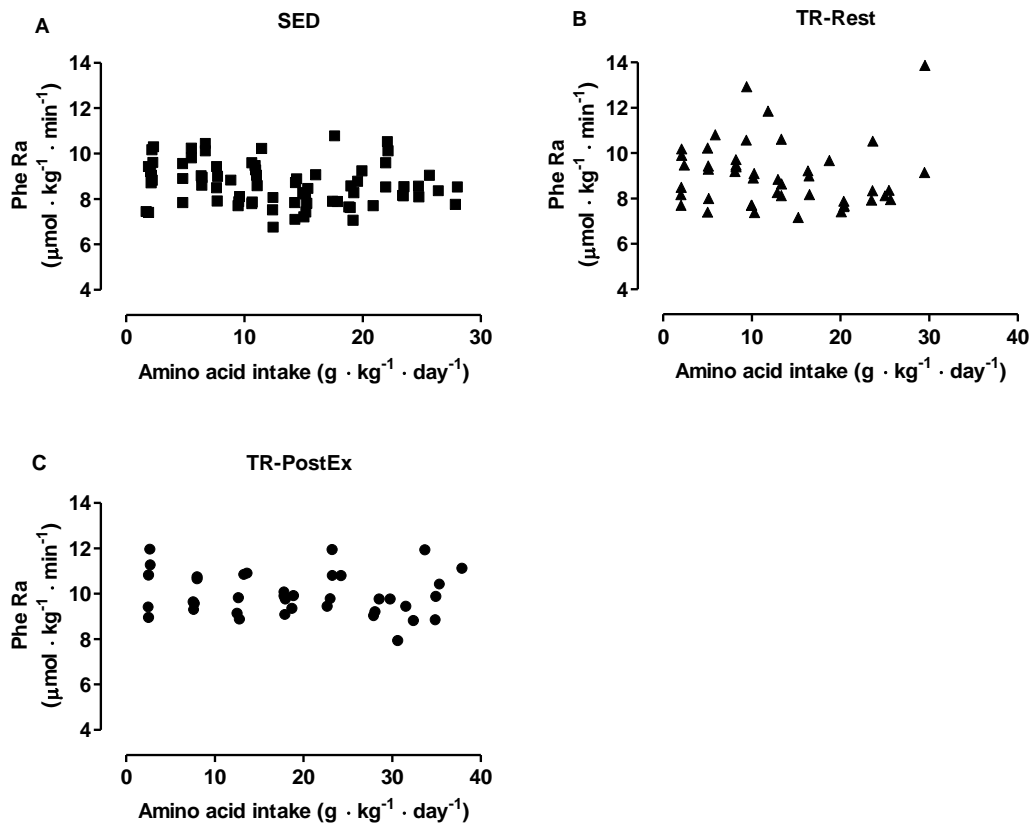 A
SED
14
12
10
8
6
4
Phe Ra
(μmol · kg⁻¹ · min⁻¹)
0 10 20 30
Amino acid intake (g · kg⁻¹ · day⁻¹)
B
TR-Rest
14
12
10
8
6
4
Phe Ra
(μmol · kg⁻¹ · min⁻¹)
0 10 20 30 40
Amino acid intake (g · kg⁻¹ · day⁻¹)
C
TR-PostEx
14
12
10
8
6
4
Phe Ra
(μmol · kg⁻¹ · min⁻¹)
0 10 20 30 40
Amino acid intake (g · kg⁻¹ · day⁻¹)